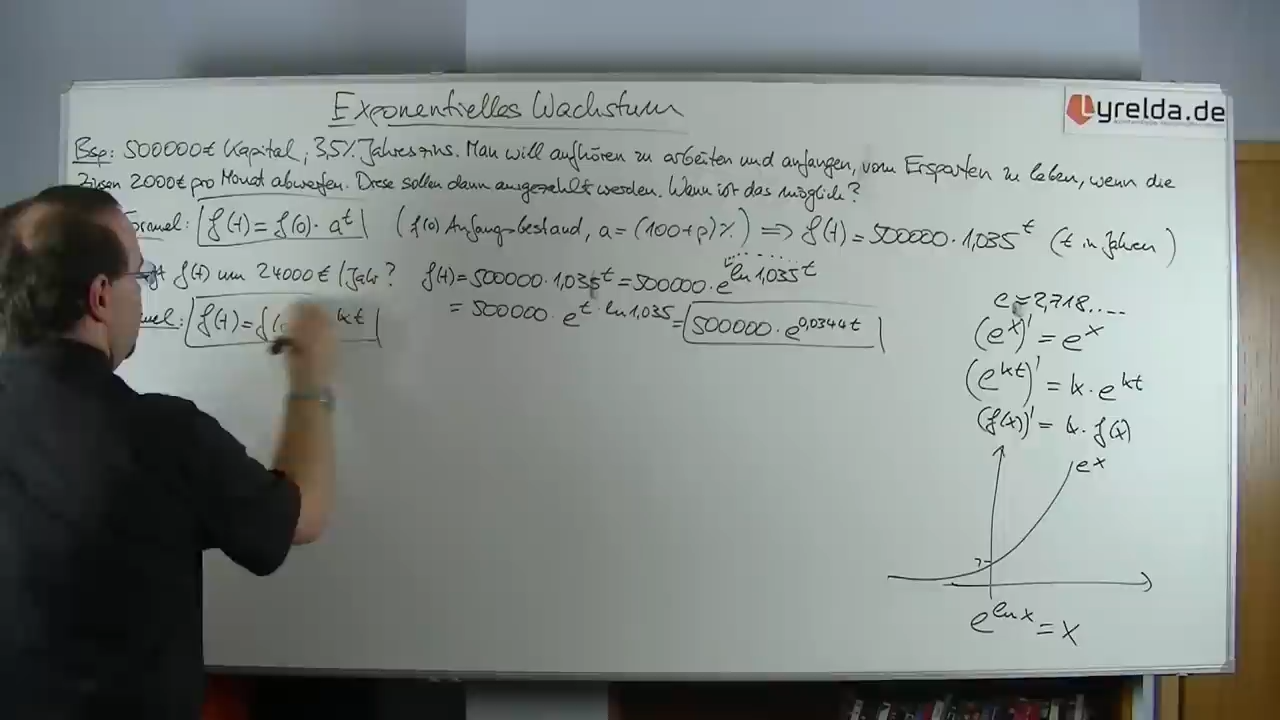 Exponentielles Wachstum
Lyrelda.de
Bsp: 500000€ Kapital, 3,5% Jahreszins. Man will aufhören zu arbeiten und anfangen, vom Ersparten zu leben, wenn die
Zinsen 2000€ pro Monat abwerfen. Diese sollen dann ausgezahlt werden. Wann ist das möglich?
f(t) = f(0) · a^t (f(0) Anfangsbestand, a = (100+p)%) ⇒ f(t) = 500000 · 1,035^t (t in Jahren)
f(t) um 24000€/Jahr? f(t) = 500000 · 1,035^t = 500000 · e^ln 1,035^t
f(t) = kt = 500000 · e^t · ln 1,035 = 500000 · e^0,0344t
e ≈ 2,718....
(e^x)' = e^x
(e^kt)' = k · e^kt
(f(x))' = k · f(x)
e^x
e^ln x = x